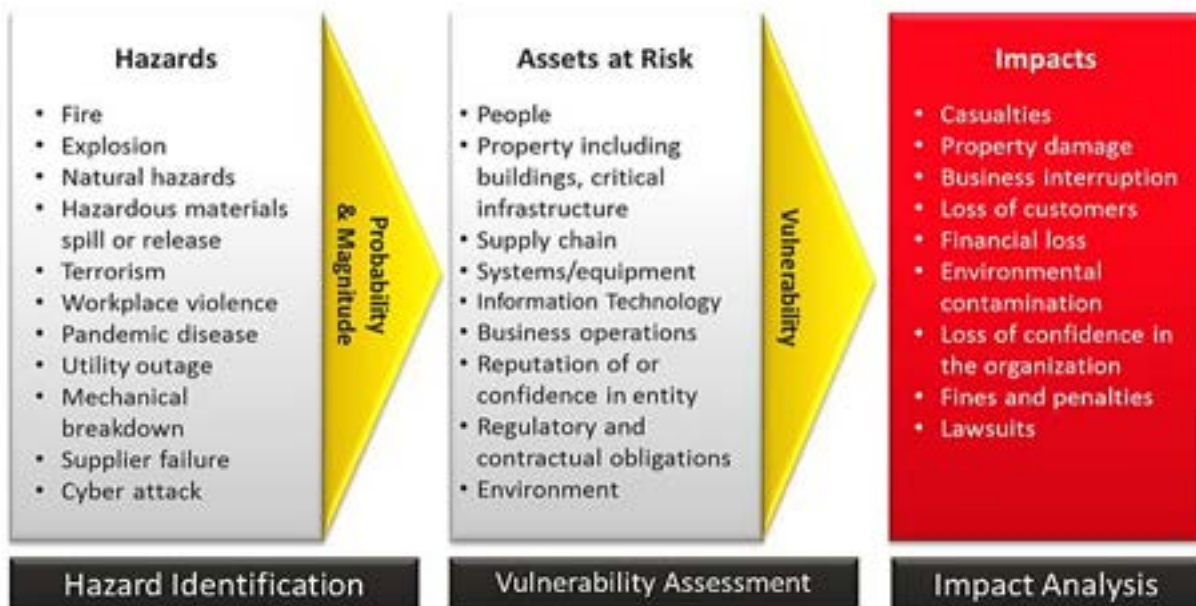 Hazards
• Fire
• Explosion
• Natural hazards
• Hazardous materials
spill or release
• Terrorism
• Workplace violence
• Pandemic disease
• Utility outage
• Mechanical
breakdown
• Supplier failure
• Cyber attack
Probability
& Magnitude
Assets at Risk
• People
• Property including
buildings, critical
infrastructure
• Supply chain
• Systems/equipment
• Information Technology
• Business operations
• Reputation of or
confidence in entity
• Regulatory and
contractual obligations
• Environment
Vulnerability
Impacts
• Casualties
• Property damage
• Business interruption
• Loss of customers
• Financial loss
• Environmental
contamination
• Loss of confidence in
the organization
• Fines and penalties
• Lawsuits
Hazard Identification
Vulnerability Assessment
Impact Analysis